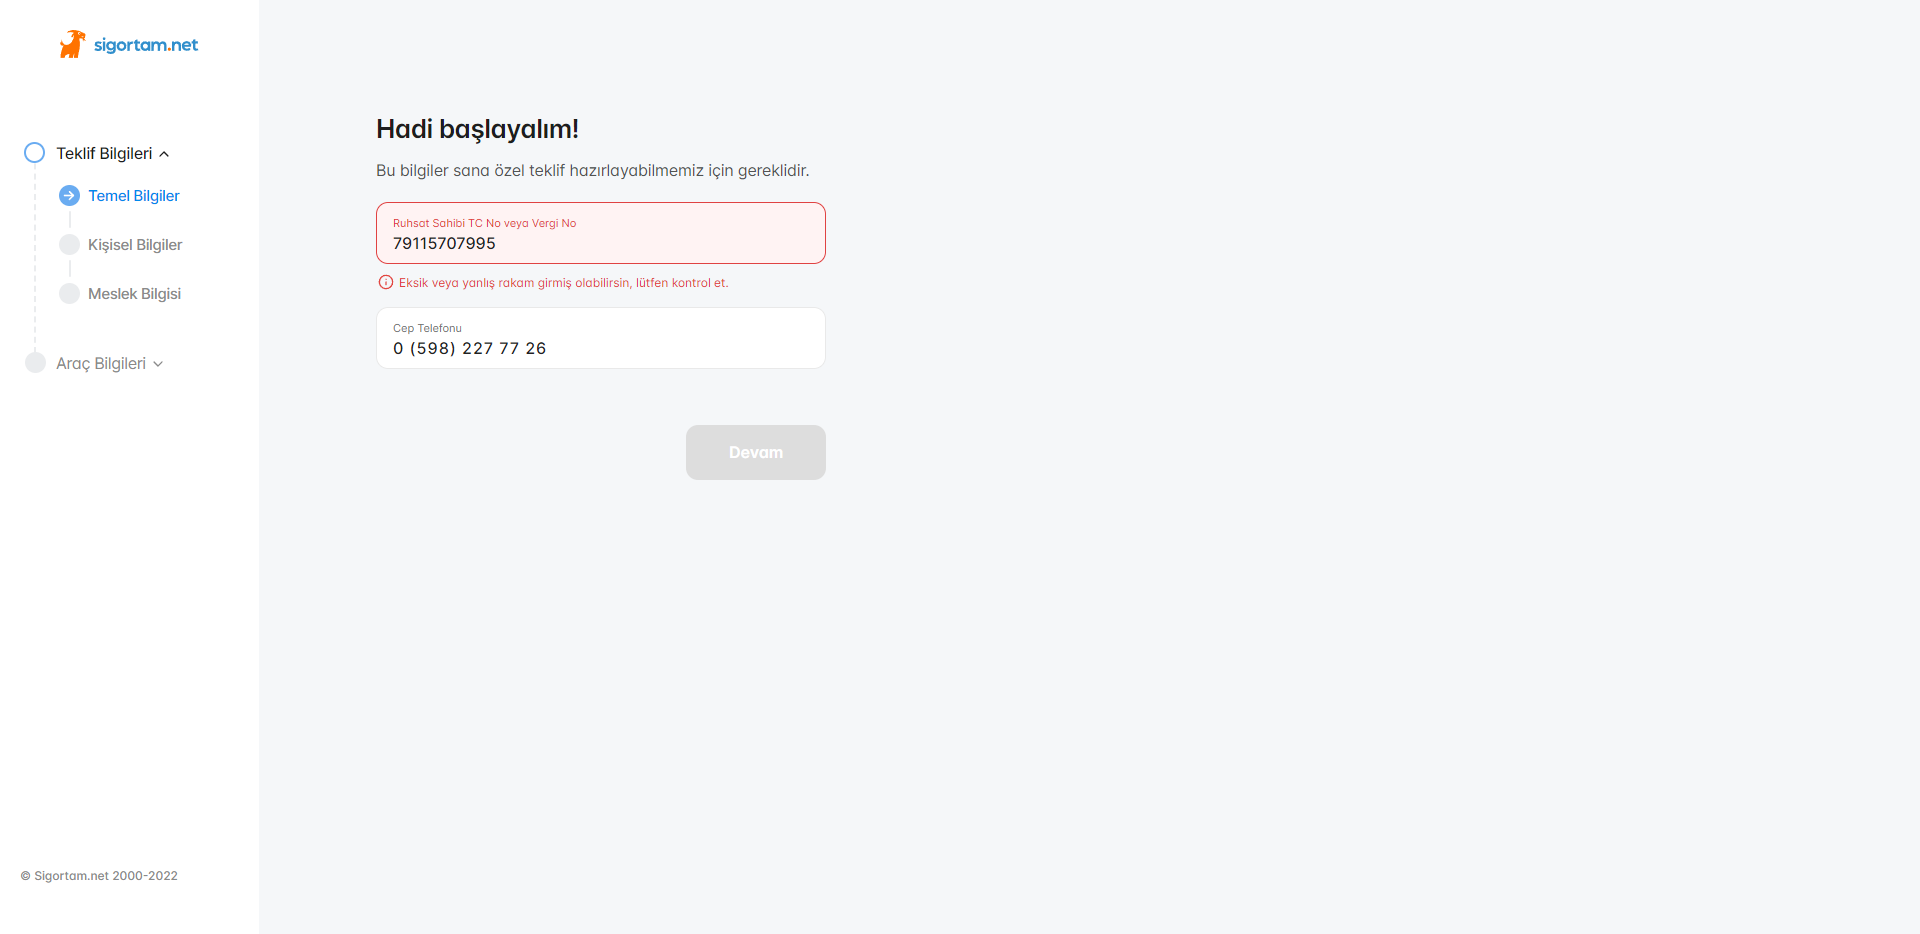 sigortam.net
Teklif Bilgileri
Temel Bilgiler
Kişisel Bilgiler
Meslek Bilgisi
Araç Bilgileri
© Sigortam.net 2000-2022
Hadi başlayalım!
Bu bilgiler sana özel teklif hazırlayabilmemiz için gereklidir.
Ruhsat Sahibi TC No veya Vergi No
79115707995
Eksik veya yanlış rakam girmiş olabilirsin, lütfen kontrol et.
Cep Telefonu
0 (598) 227 77 26
Devam